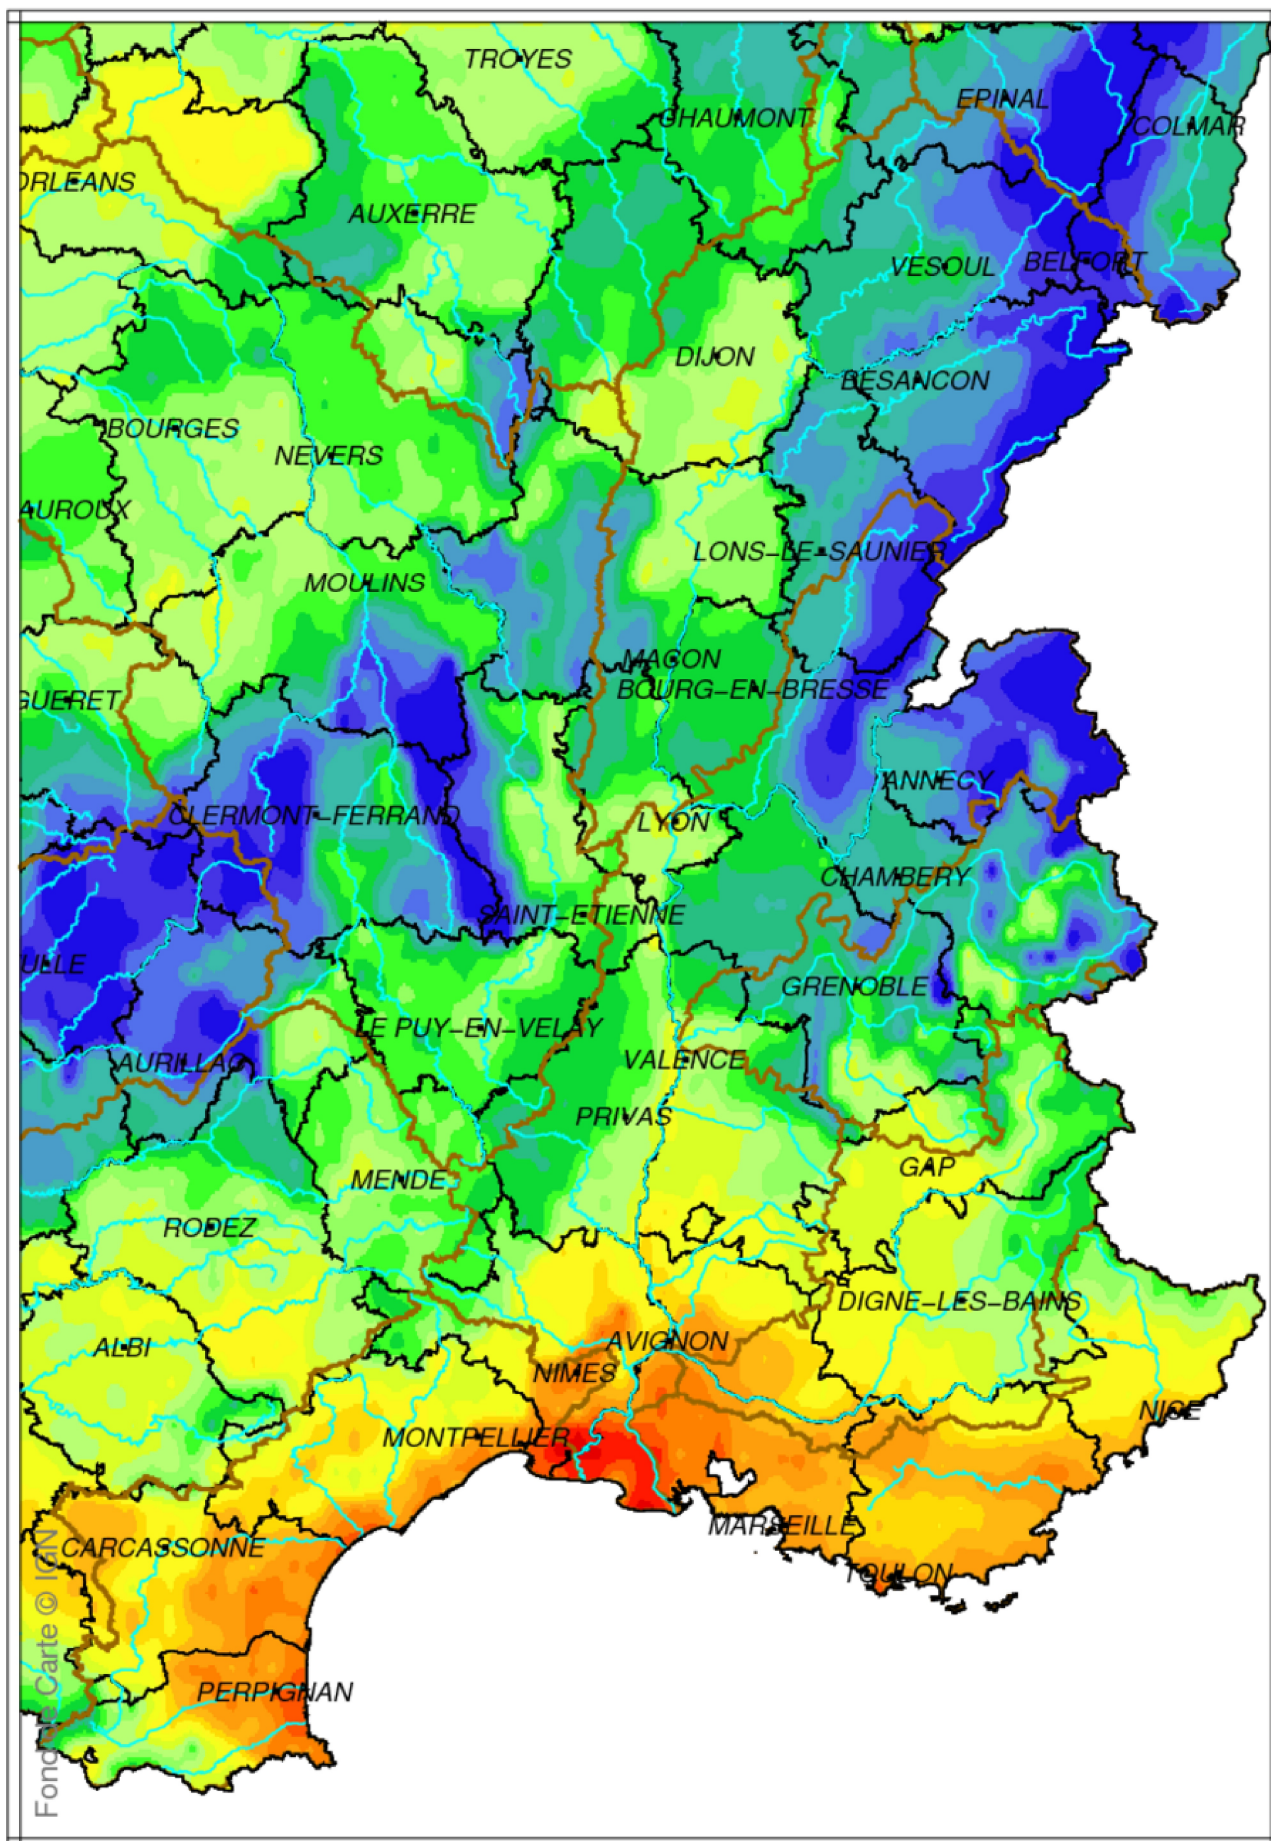 TROYES
EPINAL
CHAUMONT
COLMAR
ORLEANS
AUXERRE
VESOUL
BELFORT
DIJON
BESANCON
BOURGES
NEVERS
AUROUX
LONS-LE-SAUNIER
MOULINS
MACON
GUERET
BOURG-EN-BRESSE
ANNECY
CLERMONT-FERRAND
LYON
CHAMBERY
SAINT-ETIENNE
ULLE
GRENOBLE
LE PUY-EN-VELAY
AURILLAC
VALENCE
PRIVAS
GAP
MENDE
RODEZ
DIGNE-LES-BAINS
ALBI
AVIGNON
NIMES
NICE
MONTPELLIER
MARSEILLE
CARCASSONNE
TOULON
PERPIGNAN
Fond de Carte © IGN